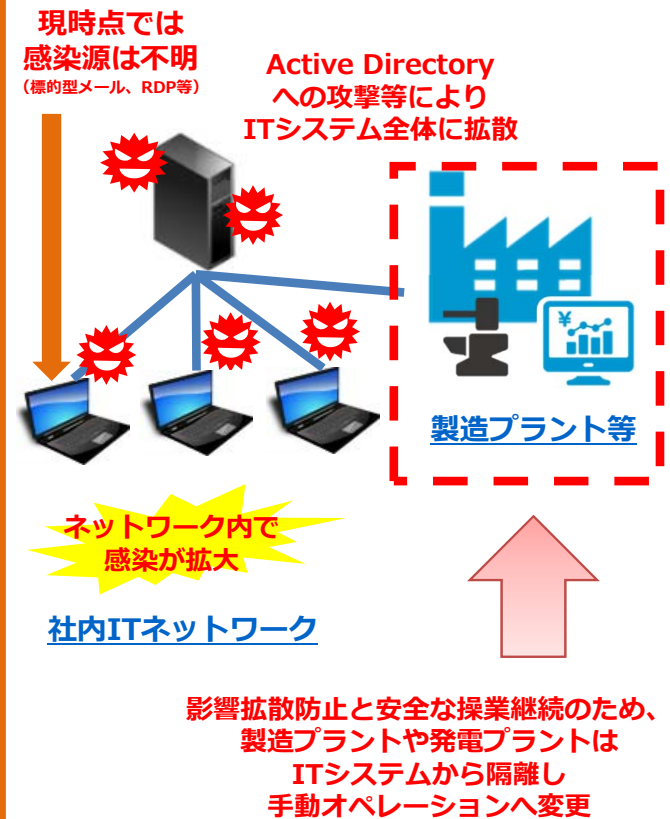 現時点では
感染源は不明
(標的型メール、RDP等)
Active Directory
への攻撃等により
ITシステム全体に拡散
¥
製造プラント等
ネットワーク内で
感染が拡大
社内ITネットワーク
影響拡散防止と安全な操業継続のため、
製造プラントや発電プラントは
ITシステムから隔離し
手動オペレーションへ変更